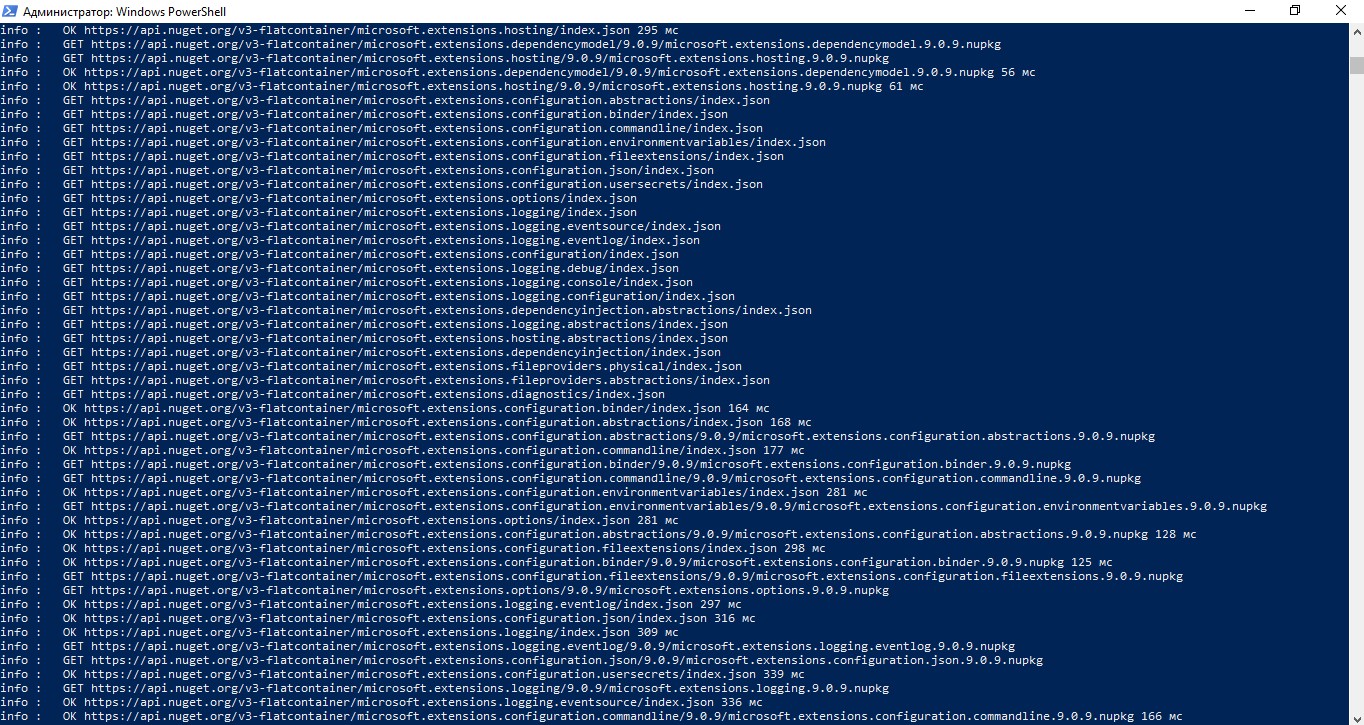 Администратор: Windows PowerShell
info :   OK https://api.nuget.org/v3-flatcontainer/microsoft.extensions.hosting/index.json 295 мс
info :   GET https://api.nuget.org/v3-flatcontainer/microsoft.extensions.dependencymodel/9.0.9/microsoft.extensions.dependencymodel.9.0.9.nupkg
info :   GET https://api.nuget.org/v3-flatcontainer/microsoft.extensions.hosting/9.0.9/microsoft.extensions.hosting.9.0.9.nupkg
info :   OK https://api.nuget.org/v3-flatcontainer/microsoft.extensions.dependencymodel/9.0.9/microsoft.extensions.dependencymodel.9.0.9.nupkg 56 мс
info :   OK https://api.nuget.org/v3-flatcontainer/microsoft.extensions.hosting/9.0.9/microsoft.extensions.hosting.9.0.9.nupkg 61 мс
info :   GET https://api.nuget.org/v3-flatcontainer/microsoft.extensions.configuration.abstractions/index.json
info :   GET https://api.nuget.org/v3-flatcontainer/microsoft.extensions.configuration.binder/index.json
info :   GET https://api.nuget.org/v3-flatcontainer/microsoft.extensions.configuration.commandline/index.json
info :   GET https://api.nuget.org/v3-flatcontainer/microsoft.extensions.configuration.environmentvariables/index.json
info :   GET https://api.nuget.org/v3-flatcontainer/microsoft.extensions.configuration.fileextensions/index.json
info :   GET https://api.nuget.org/v3-flatcontainer/microsoft.extensions.configuration.json/index.json
info :   GET https://api.nuget.org/v3-flatcontainer/microsoft.extensions.configuration.usersecrets/index.json
info :   GET https://api.nuget.org/v3-flatcontainer/microsoft.extensions.options/index.json
info :   GET https://api.nuget.org/v3-flatcontainer/microsoft.extensions.logging/index.json
info :   GET https://api.nuget.org/v3-flatcontainer/microsoft.extensions.logging.eventsource/index.json
info :   GET https://api.nuget.org/v3-flatcontainer/microsoft.extensions.logging.eventlog/index.json
info :   GET https://api.nuget.org/v3-flatcontainer/microsoft.extensions.configuration/index.json
info :   GET https://api.nuget.org/v3-flatcontainer/microsoft.extensions.logging.debug/index.json
info :   GET https://api.nuget.org/v3-flatcontainer/microsoft.extensions.logging.console/index.json
info :   GET https://api.nuget.org/v3-flatcontainer/microsoft.extensions.logging.configuration/index.json
info :   GET https://api.nuget.org/v3-flatcontainer/microsoft.extensions.dependencyinjection.abstractions/index.json
info :   GET https://api.nuget.org/v3-flatcontainer/microsoft.extensions.logging.abstractions/index.json
info :   GET https://api.nuget.org/v3-flatcontainer/microsoft.extensions.hosting.abstractions/index.json
info :   GET https://api.nuget.org/v3-flatcontainer/microsoft.extensions.dependencyinjection/index.json
info :   GET https://api.nuget.org/v3-flatcontainer/microsoft.extensions.fileproviders.physical/index.json
info :   GET https://api.nuget.org/v3-flatcontainer/microsoft.extensions.fileproviders.abstractions/index.json
info :   GET https://api.nuget.org/v3-flatcontainer/microsoft.extensions.diagnostics/index.json
info :   OK https://api.nuget.org/v3-flatcontainer/microsoft.extensions.configuration.binder/index.json 164 мс
info :   OK https://api.nuget.org/v3-flatcontainer/microsoft.extensions.configuration.abstractions/index.json 168 мс
info :   GET https://api.nuget.org/v3-flatcontainer/microsoft.extensions.configuration.abstractions/9.0.9/microsoft.extensions.configuration.abstractions.9.0.9.nupkg
info :   OK https://api.nuget.org/v3-flatcontainer/microsoft.extensions.configuration.commandline/index.json 177 мс
info :   GET https://api.nuget.org/v3-flatcontainer/microsoft.extensions.configuration.binder/9.0.9/microsoft.extensions.configuration.binder.9.0.9.nupkg
info :   GET https://api.nuget.org/v3-flatcontainer/microsoft.extensions.configuration.commandline/9.0.9/microsoft.extensions.configuration.commandline.9.0.9.nupkg
info :   OK https://api.nuget.org/v3-flatcontainer/microsoft.extensions.configuration.environmentvariables/index.json 281 мс
info :   GET https://api.nuget.org/v3-flatcontainer/microsoft.extensions.configuration.environmentvariables/9.0.9/microsoft.extensions.configuration.environmentvariables.9.0.9.nupkg
info :   OK https://api.nuget.org/v3-flatcontainer/microsoft.extensions.options/index.json 281 мс
info :   OK https://api.nuget.org/v3-flatcontainer/microsoft.extensions.configuration.abstractions/9.0.9/microsoft.extensions.configuration.abstractions.9.0.9.nupkg 128 мс
info :   OK https://api.nuget.org/v3-flatcontainer/microsoft.extensions.configuration.fileextensions/index.json 298 мс
info :   OK https://api.nuget.org/v3-flatcontainer/microsoft.extensions.configuration.binder/9.0.9/microsoft.extensions.configuration.binder.9.0.9.nupkg 125 мс
info :   GET https://api.nuget.org/v3-flatcontainer/microsoft.extensions.configuration.fileextensions/9.0.9/microsoft.extensions.configuration.fileextensions.9.0.9.nupkg
info :   GET https://api.nuget.org/v3-flatcontainer/microsoft.extensions.options/9.0.9/microsoft.extensions.options.9.0.9.nupkg
info :   OK https://api.nuget.org/v3-flatcontainer/microsoft.extensions.logging.eventlog/index.json 297 мс
info :   OK https://api.nuget.org/v3-flatcontainer/microsoft.extensions.configuration.json/index.json 316 мс
info :   OK https://api.nuget.org/v3-flatcontainer/microsoft.extensions.logging/index.json 309 мс
info :   GET https://api.nuget.org/v3-flatcontainer/microsoft.extensions.logging.eventlog/9.0.9/microsoft.extensions.logging.eventlog.9.0.9.nupkg
info :   GET https://api.nuget.org/v3-flatcontainer/microsoft.extensions.configuration.json/9.0.9/microsoft.extensions.configuration.json.9.0.9.nupkg
info :   OK https://api.nuget.org/v3-flatcontainer/microsoft.extensions.configuration.usersecrets/index.json 339 мс
info :   GET https://api.nuget.org/v3-flatcontainer/microsoft.extensions.logging/9.0.9/microsoft.extensions.logging.9.0.9.nupkg
info :   OK https://api.nuget.org/v3-flatcontainer/microsoft.extensions.logging.eventsource/index.json 336 мс
info :   OK https://api.nuget.org/v3-flatcontainer/microsoft.extensions.configuration.commandline/9.0.9/microsoft.extensions.configuration.commandline.9.0.9.nupkg 166 мс